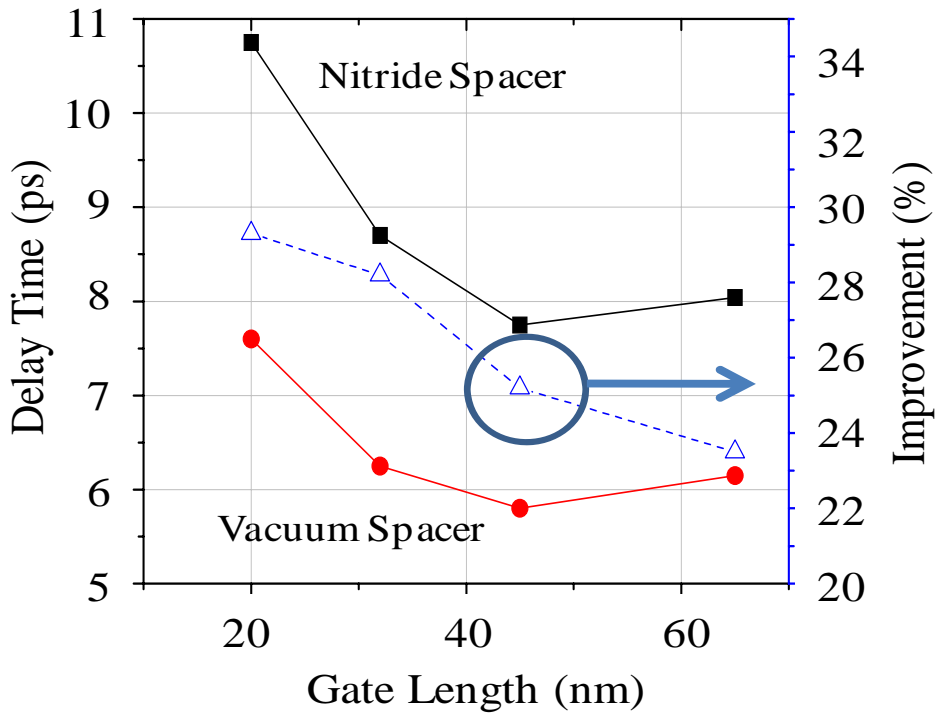 11
10
9
8
7
6
5
Delay Time (ps)
Nitride Spacer
Vacuum Spacer
34
32
30
28
26
24
22
20
Improvement (%)
20 40 60
Gate Length (nm)